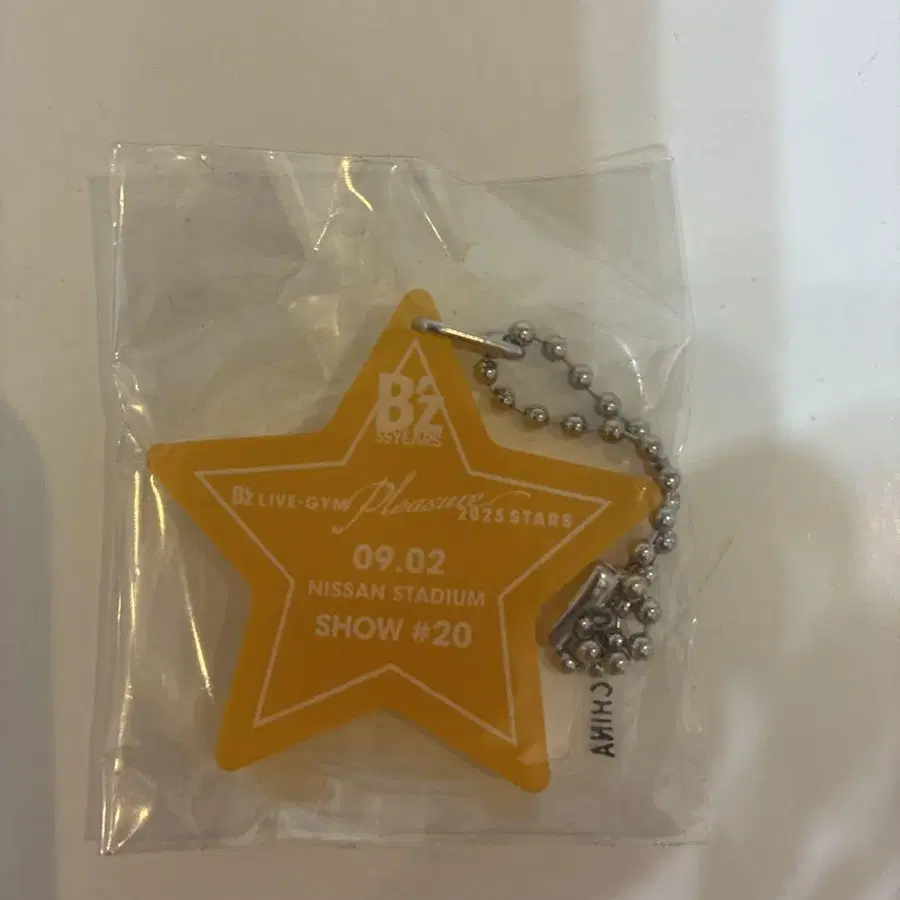 B'z
35YEARS
B'z LIVE-GYM Pleasure 2023 STARS
09.02
NISSAN STADIUM
SHOW #20
CHINA